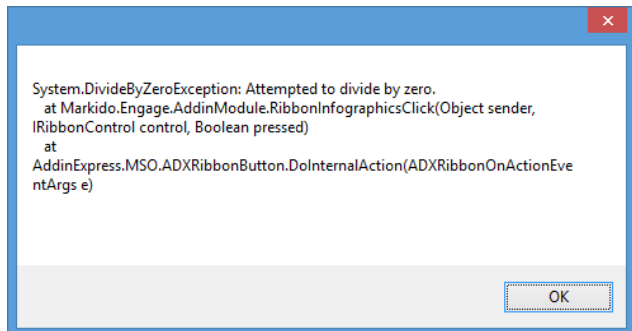 System.DivideByZeroException: Attempted to divide by zero.
at Markido.Engage.AddinModule.RibbonInfographicsClick(Object sender,
IRibbonControl control, Boolean pressed)
at
AddinExpress.MSO.ADXRibbonButton.DoInternalAction(ADXRibbonOnActionEve
ntArgs e)
OK